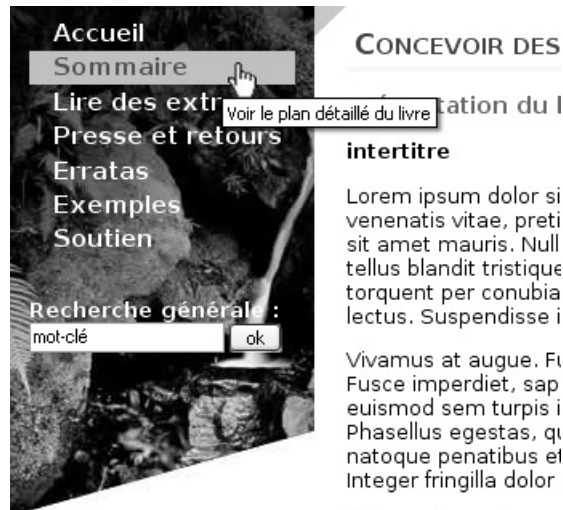 Accueil
Sommaire
Lire des extr
Voir le plan détaillé du livre
Presse et retours
Erratas
Exemples
Soutien
Recherche générale :
mot-clé
ok
CONCEVOIR DES
tation du l
intertitre
Lorem ipsum dolor si
venenatis vitae, preti
sit amet mauris. Null
tellus blandit tristique
torquent per conubia
lectus. Suspendisse i
Vivamus at augue. Fu
Fusce imperdiet, sap
euismod sem turpis i
Phasellus egestas, qu
natoque penatibus et
Integer fringilla dolor